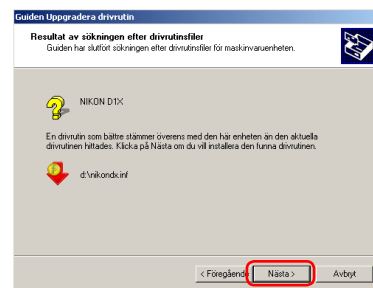 Guiden Uppgradera drivrutin
Resultat av sökningen efter drivrutinsfiler
Guiden har slutfört sökningen efter drivrutinsfiler för maskinvaruenheten.
NIKON D1X
En drivrutin som bättre stämmer överens med den här enheten än den aktuella
drivrutinen hittades. Klicka på Nästa om du vill installera den funna drivrutinen.
d:\nikondx.inf
< Föregående Nästa > Avbryt